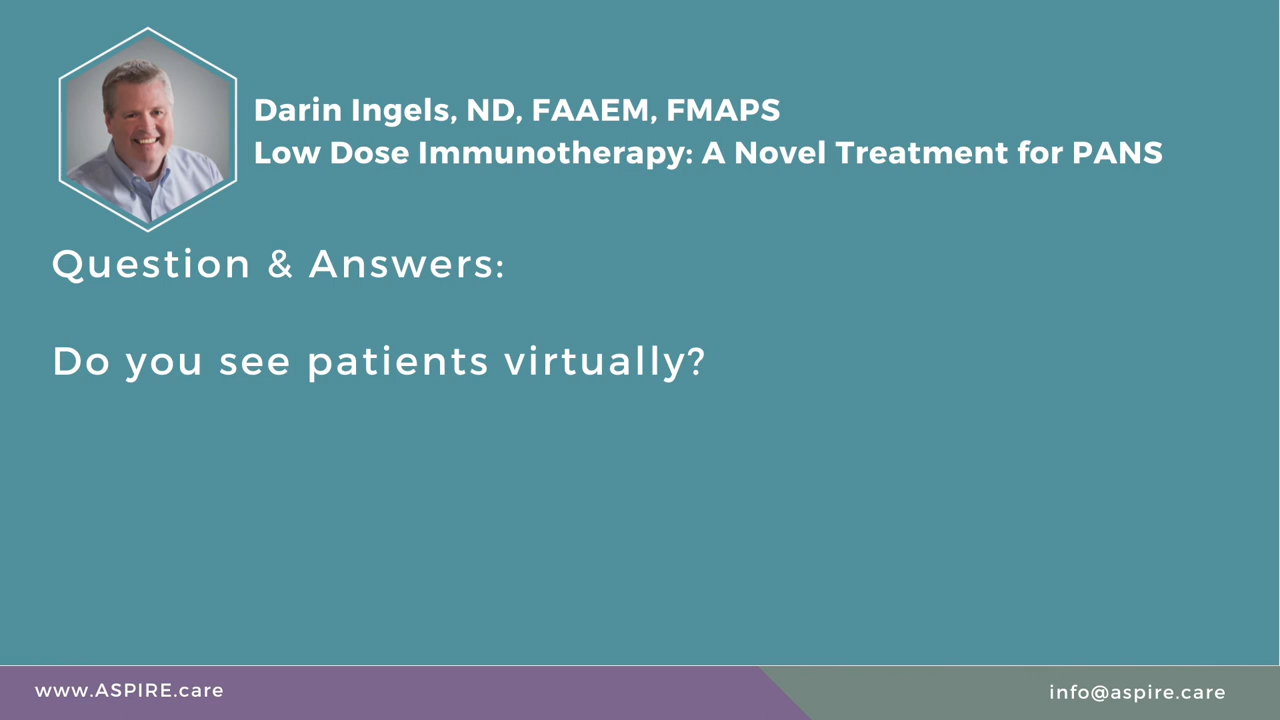 Darin Ingels, ND, FAAEM, FMAPS
Low Dose Immunotherapy: A Novel Treatment for PANS
Question & Answers:
Do you see patients virtually?
www.ASPIRE.care
info@aspire.care